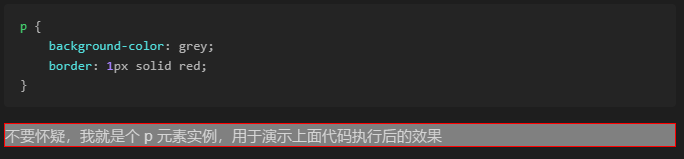 p {
    background-color: grey;
    border: 1px solid red;
}
不要怀疑，我就是个 p 元素实例，用于演示上面代码执行后的效果